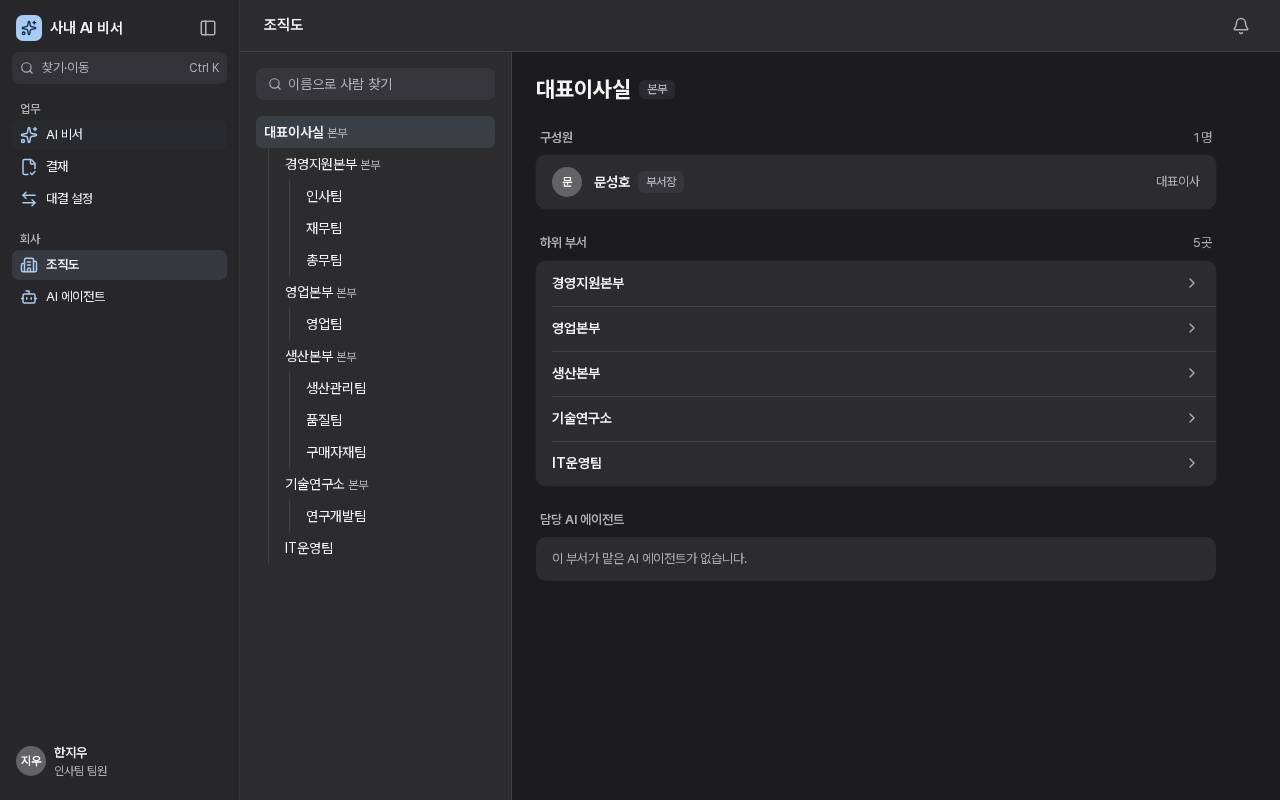 사내 AI 비서
찾기·이동 Ctrl K
업무
AI 비서
결재
대결 설정
회사
조직도
AI 에이전트
지우 한지우
인사팀 팀원
조직도
이름으로 사람 찾기
대표이사실 본부
경영지원본부 본부
인사팀
재무팀
총무팀
영업본부 본부
영업팀
생산본부 본부
생산관리팀
품질팀
구매자재팀
기술연구소 본부
연구개발팀
IT운영팀
대표이사실 본부
구성원 1명
문 문성호 부서장 대표이사
하위 부서 5곳
경영지원본부
영업본부
생산본부
기술연구소
IT운영팀
담당 AI 에이전트
이 부서가 맡은 AI 에이전트가 없습니다.